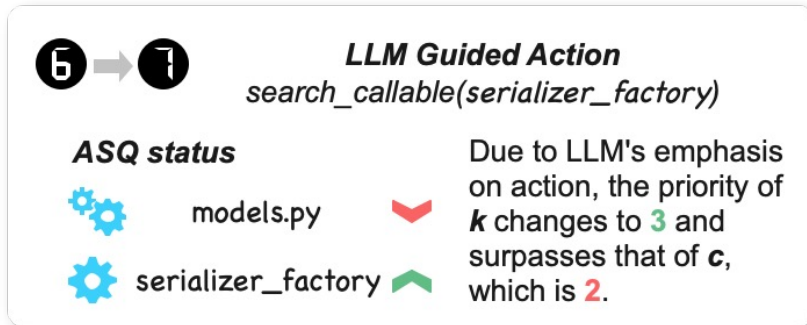 6 7
LLM Guided Action
search_callable(serializer_factory)
ASQ status
models.py
serializer_factory
Due to LLM's emphasis
on action, the priority of
k changes to 3 and
surpasses that of c,
which is 2.